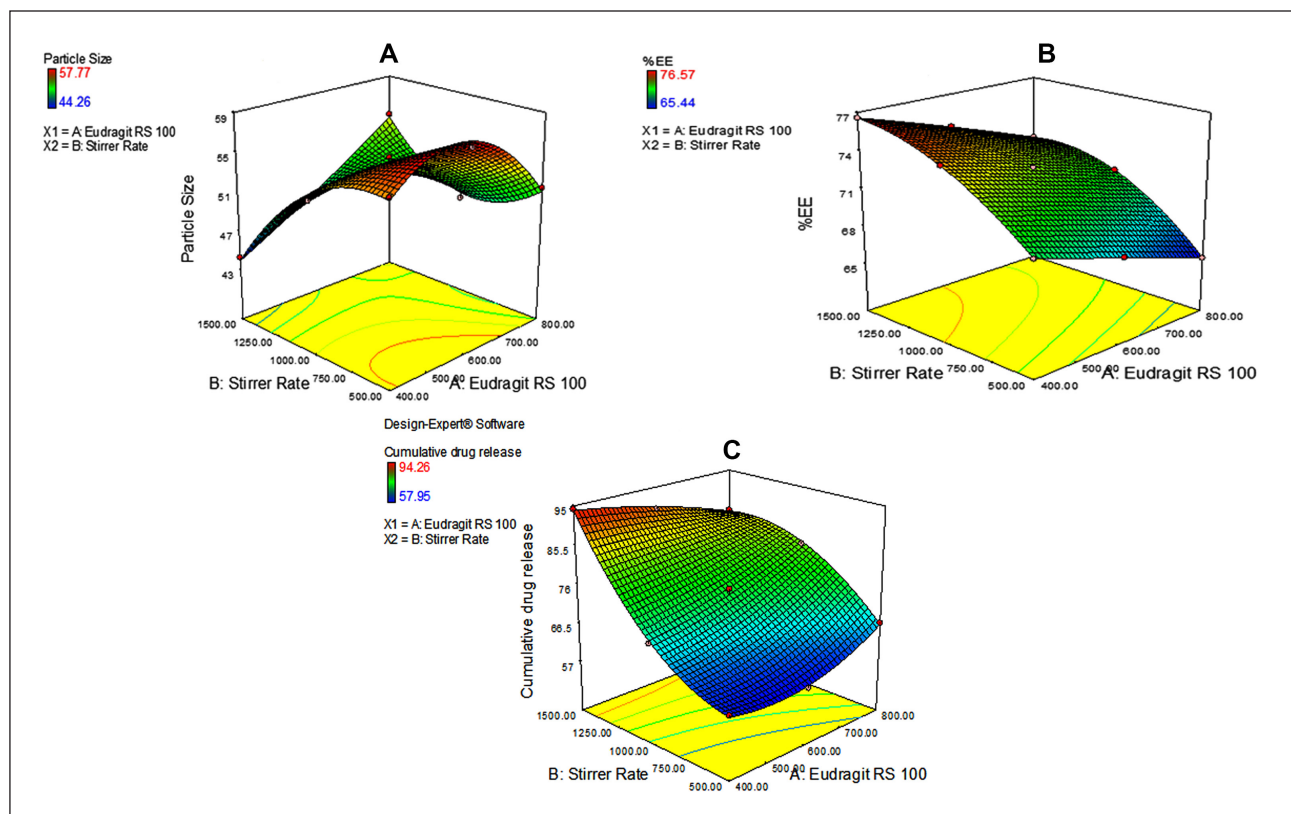 A
Particle Size
57.77
44.26
X1 = A: Eudragit RS 100
X2 = B: Stirrer Rate
59
55
51
47
43
Particle Size
1500.00
1250.00
1000.00
750.00
500.00
B: Stirrer Rate
400.00
500.00
600.00
700.00
800.00
A: Eudragit RS 100
B
%EE
76.57
65.44
X1 = A: Eudragit RS 100
X2 = B: Stirrer Rate
77
74
71
68
65
%EE
1500.00
1250.00
1000.00
750.00
500.00
B: Stirrer Rate
400.00
500.00
600.00
700.00
800.00
A: Eudragit RS 100
Design-Expert® Software
C
Cumulative drug release
94.26
57.95
X1 = A: Eudragit RS 100
X2 = B: Stirrer Rate
95
85.5
76
66.5
57
Cumulative drug release
1500.00
1250.00
1000.00
750.00
500.00
B: Stirrer Rate
400.00
500.00
600.00
700.00
800.00
A: Eudragit RS 100